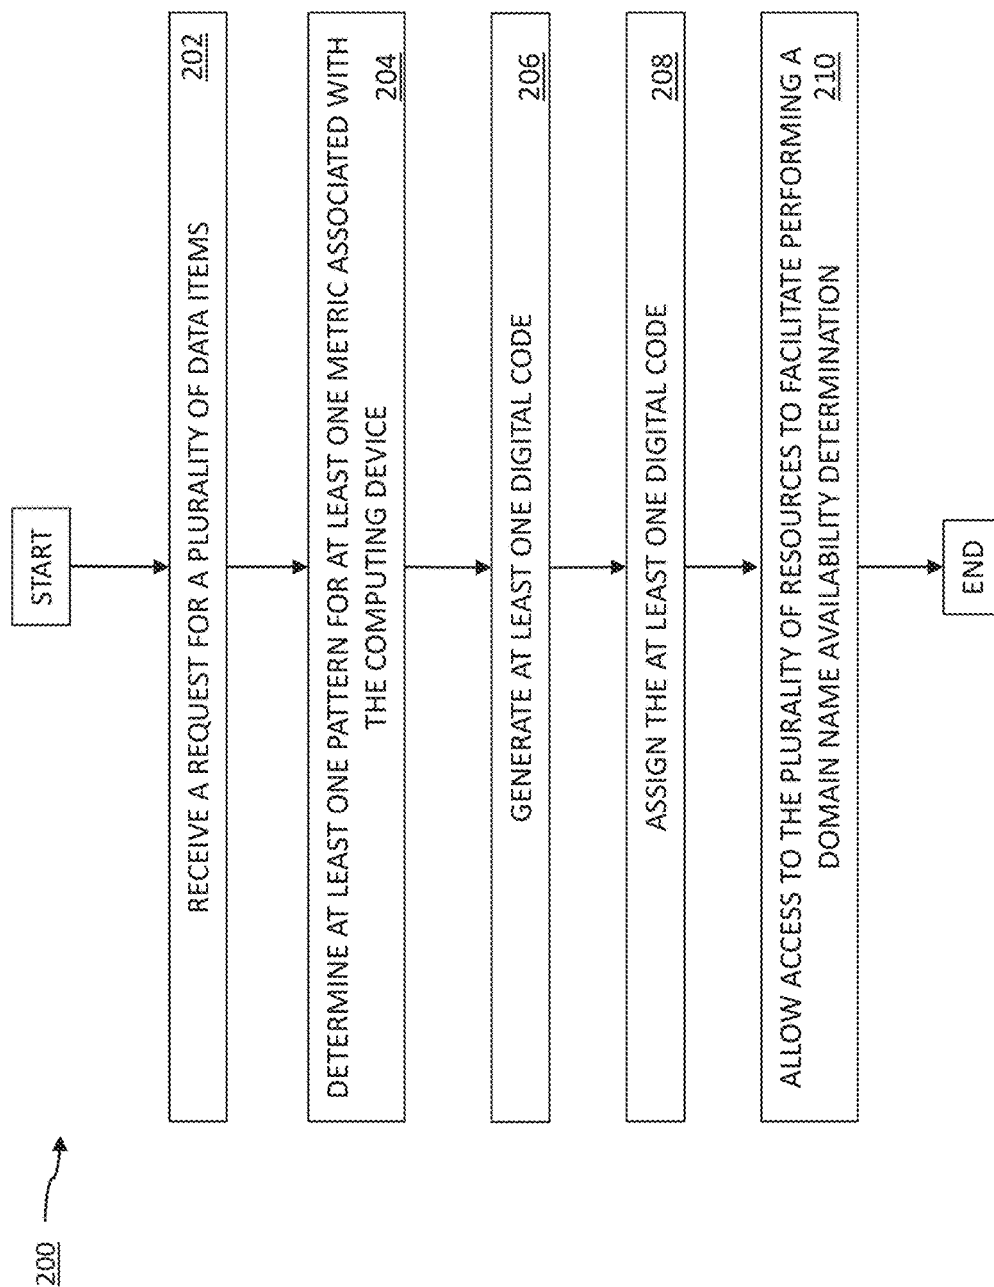 200
START
RECEIVE A REQUEST FOR A PLURALITY OF DATA ITEMS
202
DETERMINE AT LEAST ONE PATTERN FOR AT LEAST ONE METRIC ASSOCIATED WITH
THE COMPUTING DEVICE
204
GENERATE AT LEAST ONE DIGITAL CODE
206
ASSIGN THE AT LEAST ONE DIGITAL CODE
208
ALLOW ACCESS TO THE PLURALITY OF RESOURCES TO FACILITATE PERFORMING A
DOMAIN NAME AVAILABILITY DETERMINATION
210
END